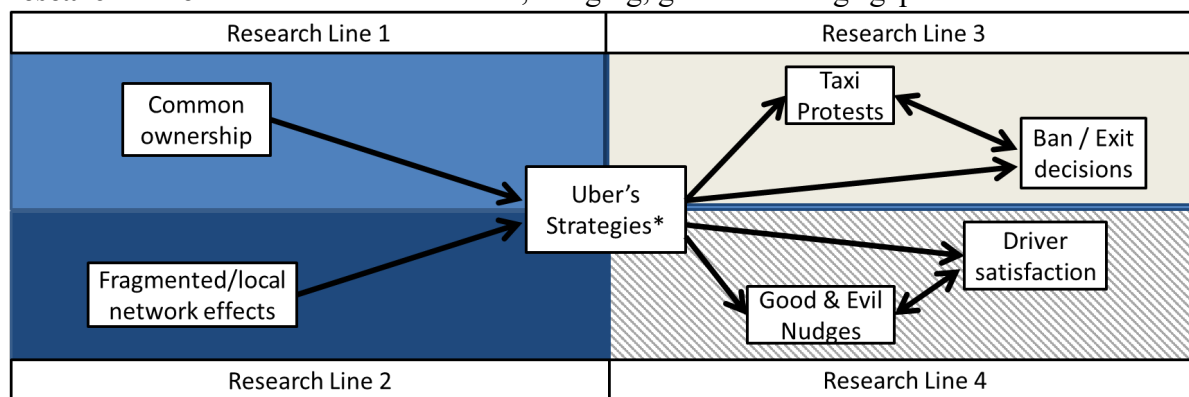 Research Line 1
Research Line 3
Common
ownership
Taxi
Protests
Ban / Exit
decisions
Uber's
Strategies*
Fragmented/local
network effects
Driver
satisfaction
Good & Evil
Nudges
Research Line 2
Research Line 4